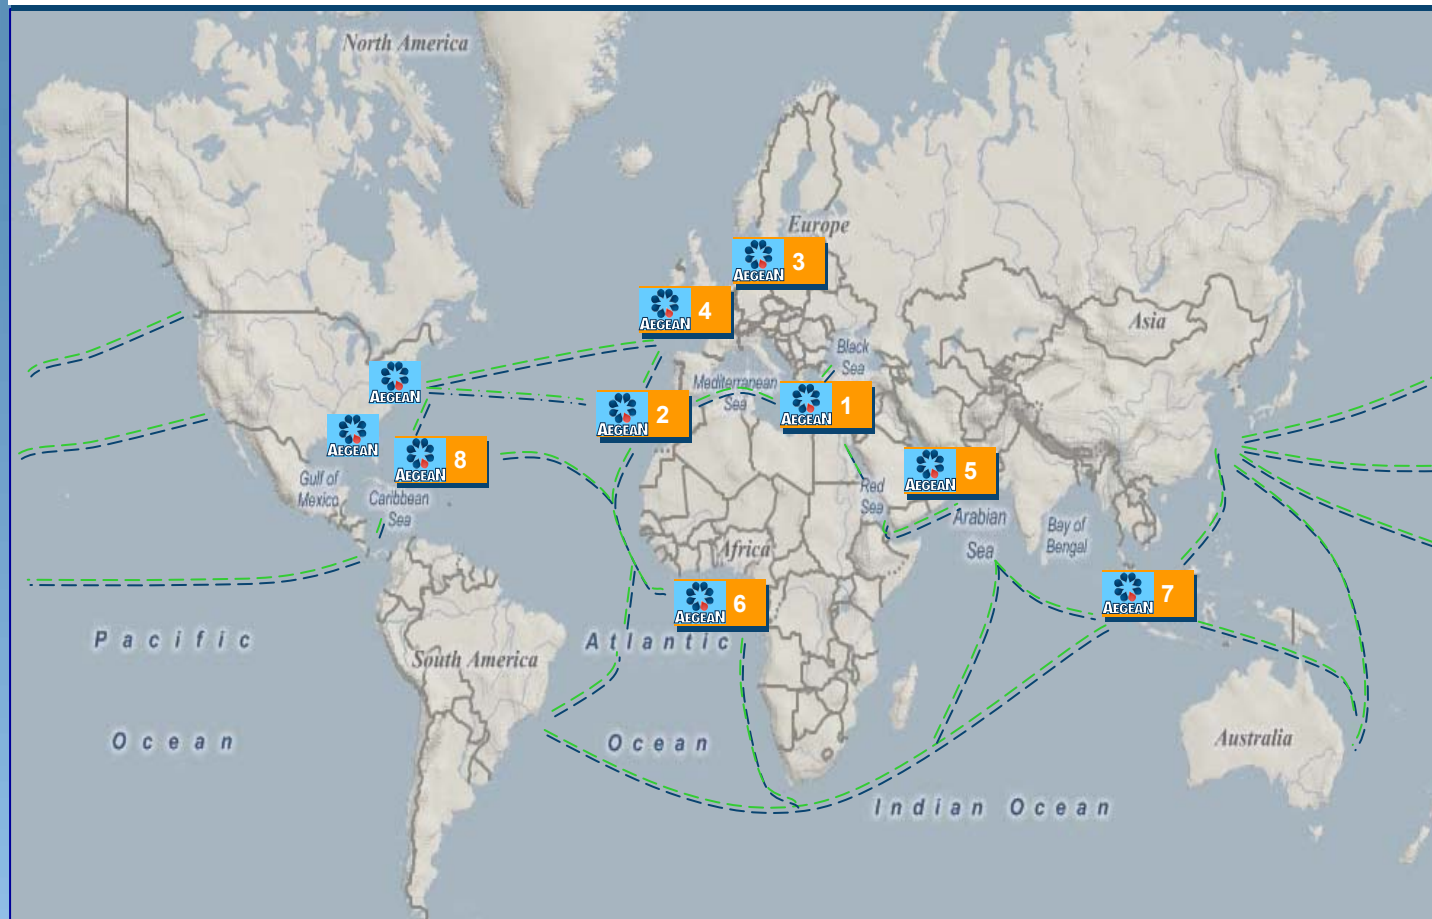 North America
Europe
AEGEAN 3
AEGEAN 4
Asia
Black
Sea
AEGEAN
Mediterranean
Sea
AEGEAN 2
AEGEAN 1
AEGEAN
AEGEAN 8
AEGEAN 5
Gulf of
Mexico
Caribbean
Sea
Red
Sea
Arabian
Sea
Bay of
Bengal
Africa
AEGEAN 6
AEGEAN 7
Pacific
Ocean
South America
Atlantic
Ocean
Australia
Indian Ocean